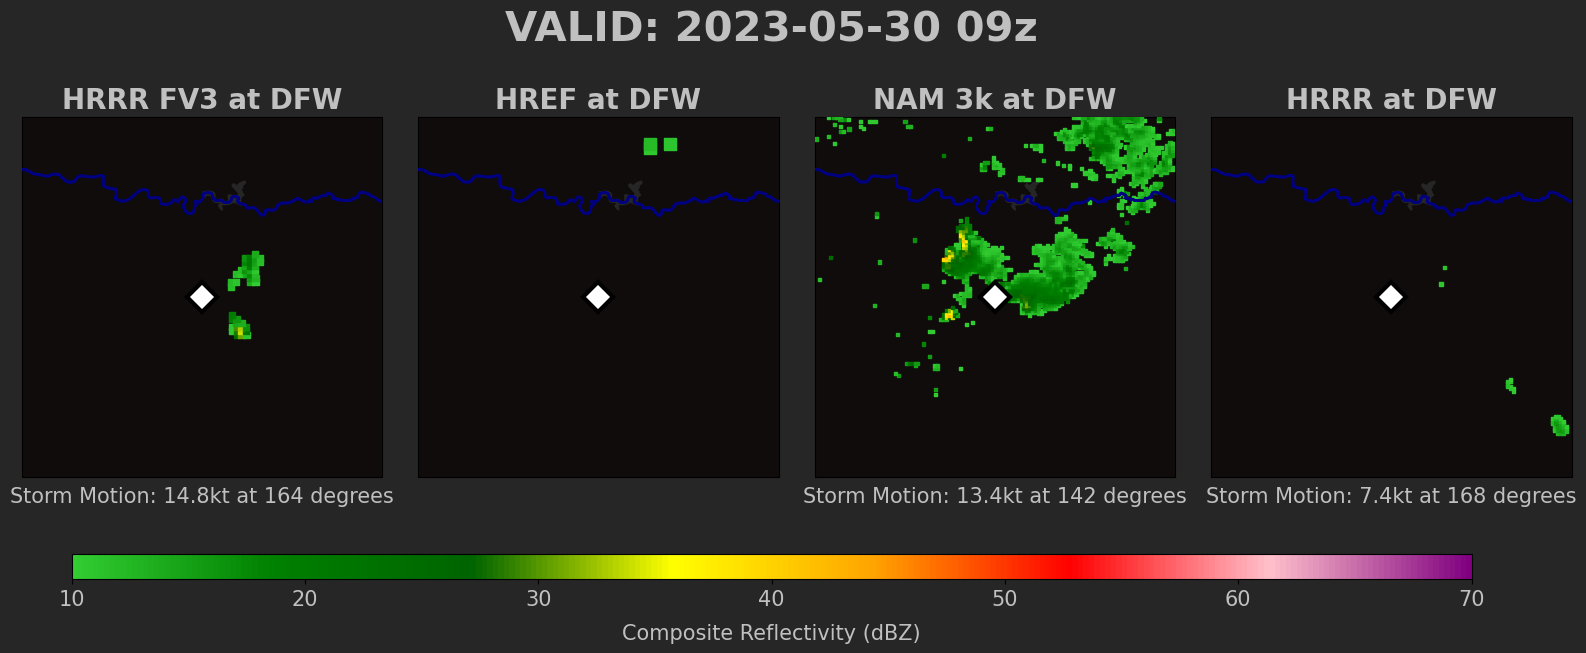 VALID: 2023-05-30 09z
HRRR FV3 at DFW
HREF at DFW
NAM 3k at DFW
HRRR at DFW
Storm Motion: 14.8kt at 164 degrees
Storm Motion: 13.4kt at 142 degrees
Storm Motion: 7.4kt at 168 degrees
10 20 30 40 50 60 70
Composite Reflectivity (dBZ)